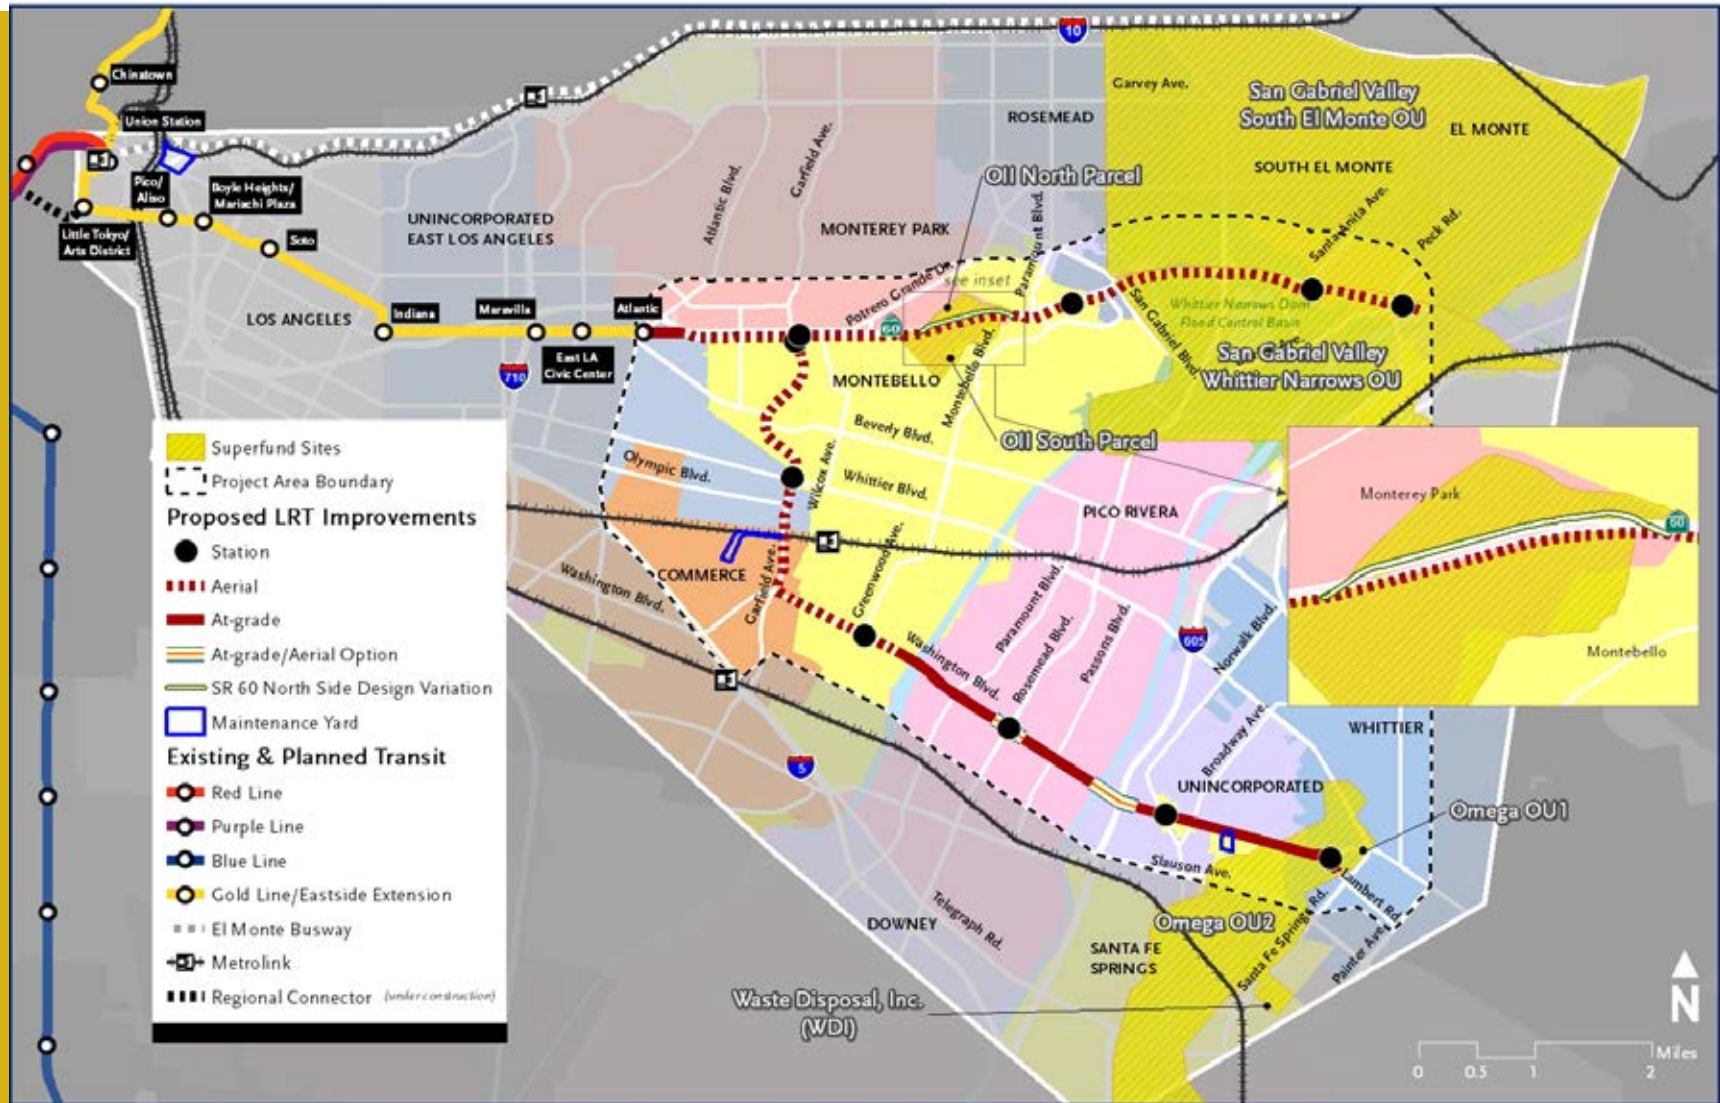 10
Chinatown
Garvey Ave.
San Gabriel Valley
South El Monte OU
Union Station
ROSEMEAD
EL MONTE
Garfield Ave.
SOUTH EL MONTE
OII North Parcel
Pico/
Aliso
Boyle Heights/
Mariachi Plaza
Atlantic Blvd.
Paramount Blvd.
Santa Anita Ave.
Peck Rd.
UNINCORPORATED
EAST LOS ANGELES
MONTEREY PARK
Little Tokyo/
Arts District
Soto
Potrero Grande Dr.
see inset
Whittier Narrows Dam
Flood Control Basin
San Gabriel Blvd.
LOS ANGELES
Indiana
Maravilla
Atlantic
60
San Gabriel Valley
Whittier Narrows OU
East LA
Civic Center
710
MONTEBELLO
Montebello Blvd.
Beverly Blvd.
OII South Parcel
Olympic Blvd.
Wilcox Ave.
Whittier Blvd.
PICO RIVERA
Monterey Park
60
Montebello
COMMERCE
Garfield Ave.
Greenwood Ave.
Washington Blvd.
Washington Blvd.
Paramount Blvd.
Rosemead Blvd.
Passons Blvd.
605
Norwalk Blvd.
Broadway Ave.
WHITTIER
5
UNINCORPORATED
Omega OU1
Slauson Ave.
Lambert Rd.
Santa Fe Springs Rd.
Painter Ave.
DOWNEY
Telegraph Rd.
Omega OU2
SANTA FE
SPRINGS
Waste Disposal, Inc.
(WDI)
Superfund Sites
Project Area Boundary
Proposed LRT Improvements
Station
Aerial
At-grade
At-grade/Aerial Option
SR 60 North Side Design Variation
Maintenance Yard
Existing & Planned Transit
Red Line
Purple Line
Blue Line
Gold Line/Eastside Extension
El Monte Busway
Metrolink
Regional Connector (under construction)
N
Miles
0 0.5 1 2